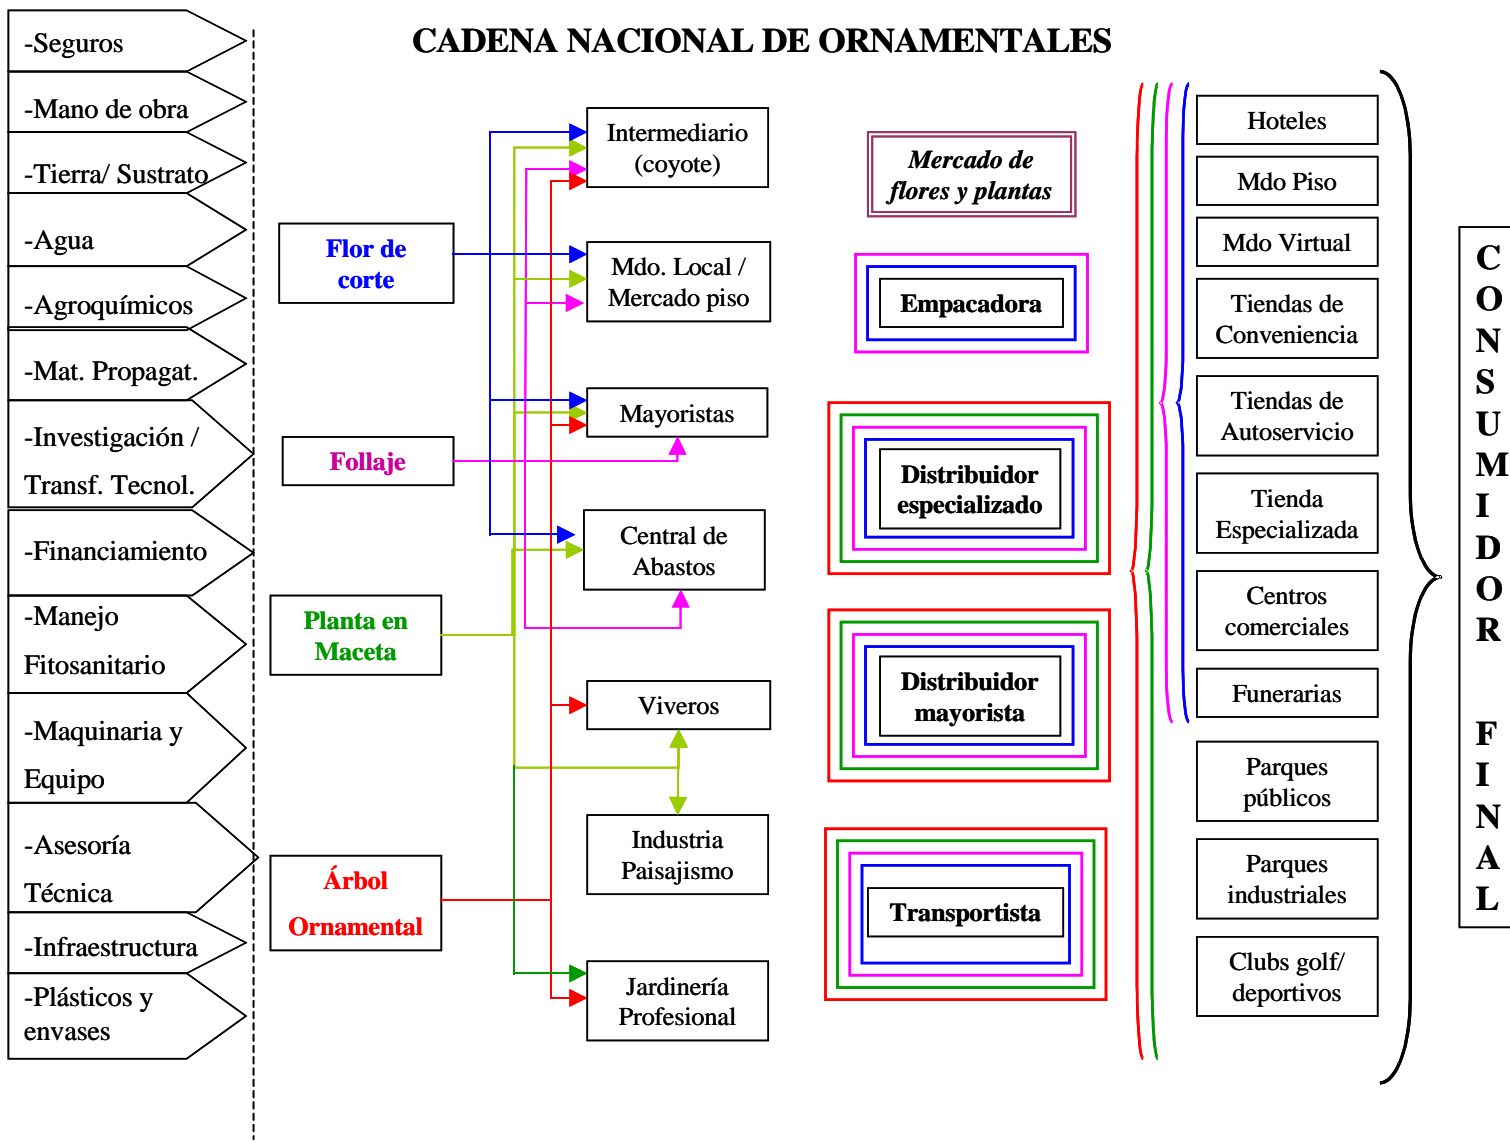 CADENA NACIONAL DE ORNAMENTALES
-Seguros
-Mano de obra
-Tierra/ Sustrato
-Agua
-Agroquímicos
-Mat. Propagat.
-Investigación /
Transf. Tecnol.
-Financiamiento
-Manejo
Fitosanitario
-Maquinaria y
Equipo
-Asesoría
Técnica
-Infraestructura
-Plásticos y
envases
Flor de
corte
Follaje
Planta en
Maceta
Árbol
Ornamental
Intermediario
(coyote)
Mdo. Local /
Mercado piso
Mayoristas
Central de
Abastos
Viveros
Industria
Paisajismo
Jardinería
Profesional
Mercado de
flores y plantas
Empacadora
Distribuidor
especializado
Distribuidor
mayorista
Transportista
Hoteles
Mdo Piso
Mdo Virtual
Tiendas de
Conveniencia
Tiendas de
Autoservicio
Tienda
Especializada
Centros
comerciales
Funerarias
Parques
públicos
Parques
industriales
Clubs golf/
deportivos
CONSUMIDOR FINAL